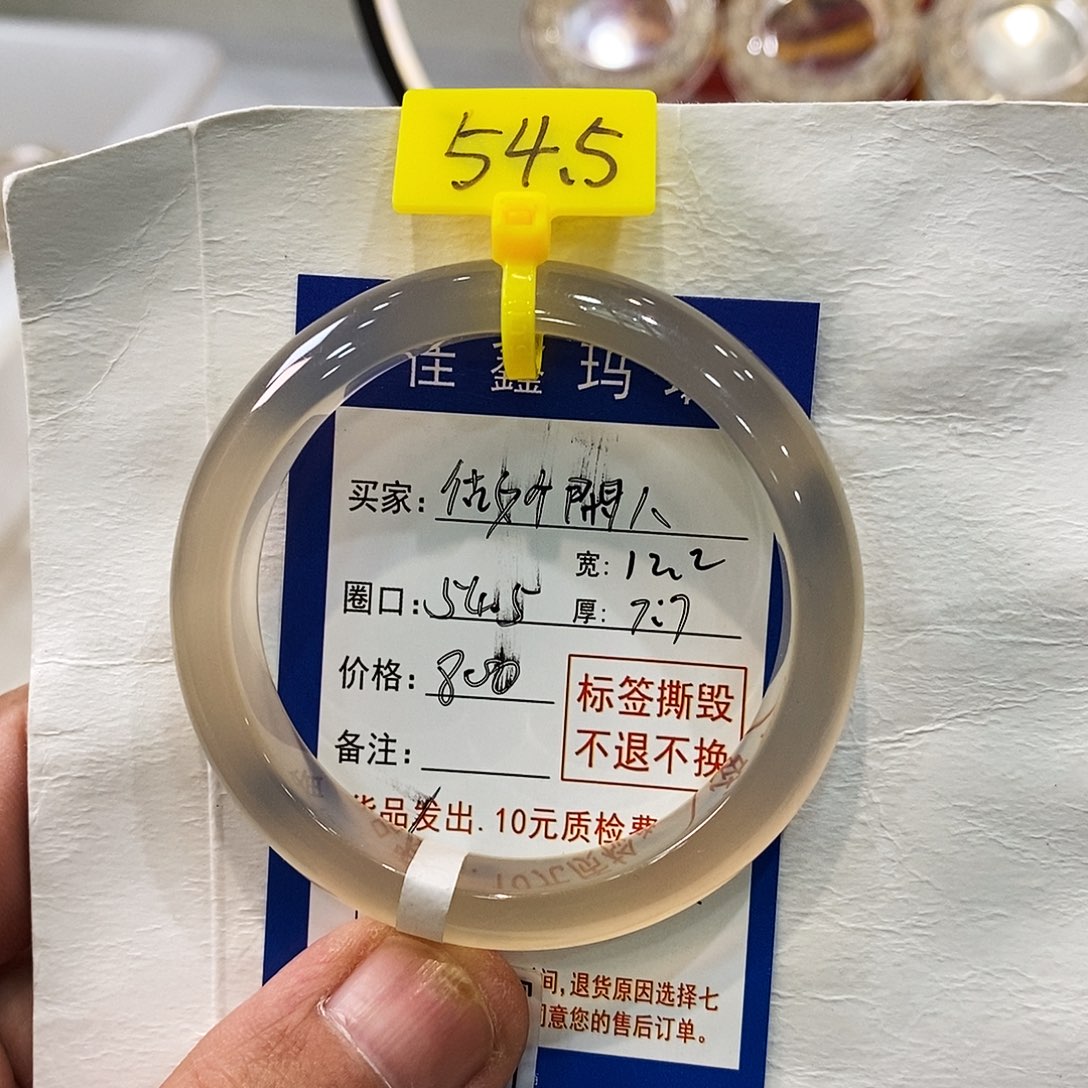 54.5
佳鑫玛
买家:
宽: 12.2
圈口: 54.5 厚: 7.7
价格: 800
标签撕毁
不退不换
备注:
货品发出.10元质检费
间,退货原因选择七
同意您的售后订单。